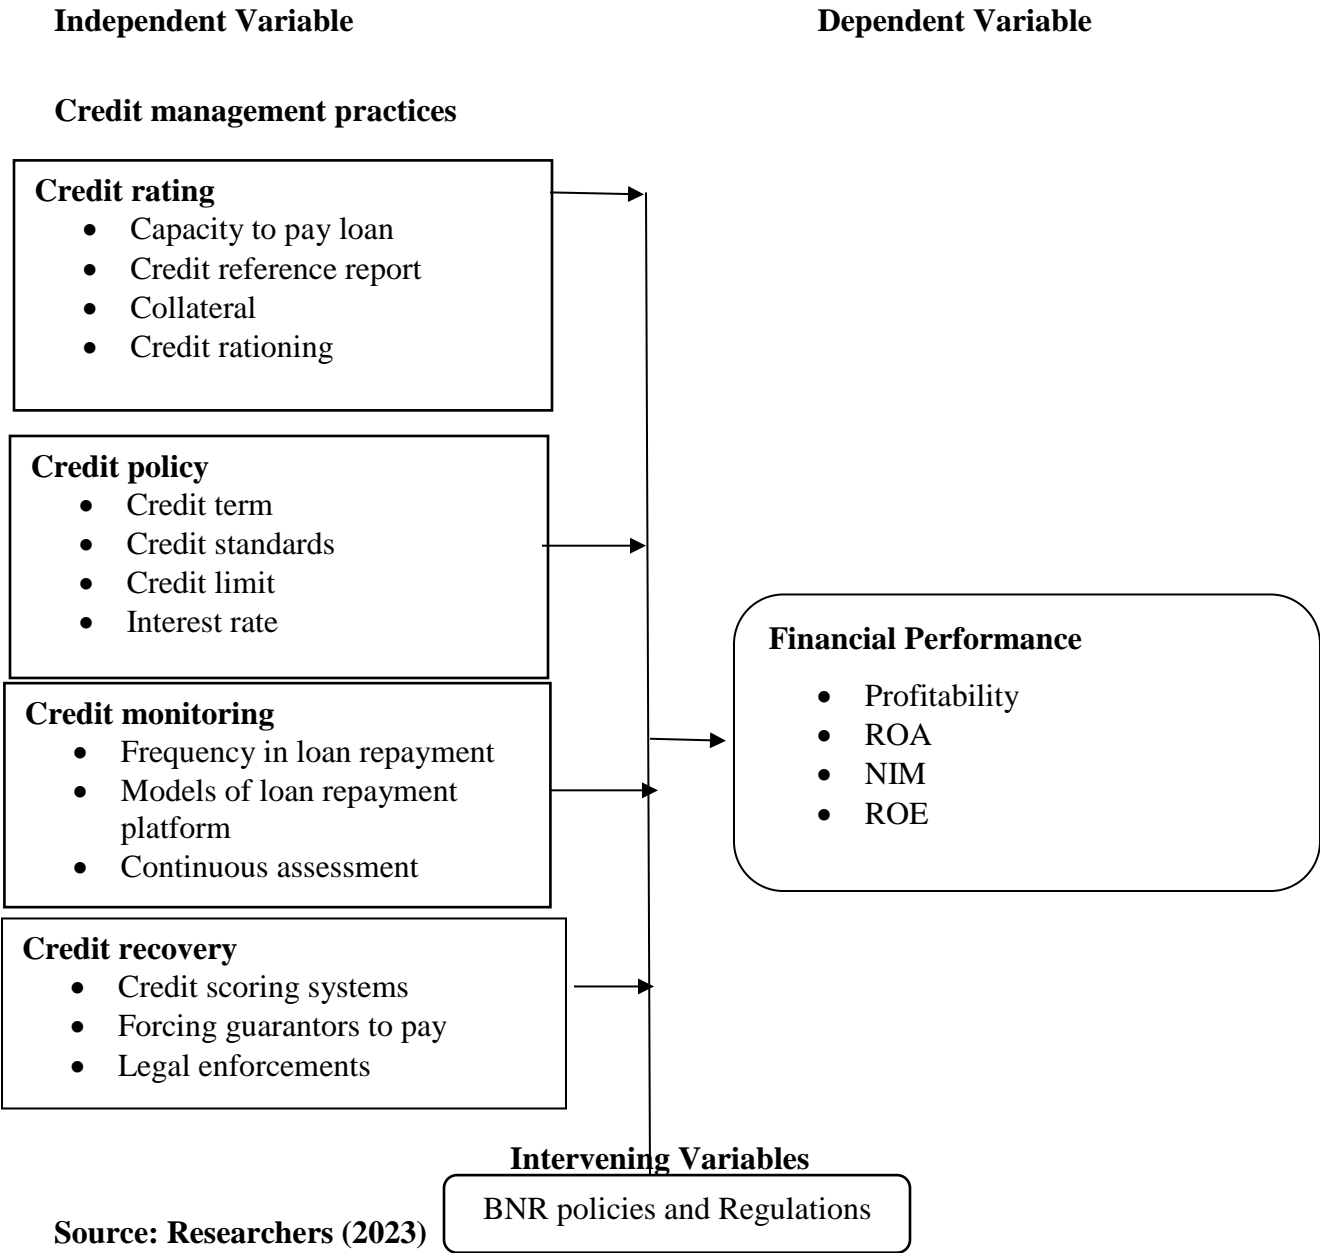 Independent Variable
Dependent Variable
Credit management practices
Credit rating
• Capacity to pay loan
• Credit reference report
• Collateral
• Credit rationing
Credit policy
• Credit term
• Credit standards
• Credit limit
• Interest rate
Credit monitoring
• Frequency in loan repayment
• Models of loan repayment
platform
• Continuous assessment
Credit recovery
• Credit scoring systems
• Forcing guarantors to pay
• Legal enforcements
Financial Performance
• Profitability
• ROA
• NIM
• ROE
Intervening Variables
BNR policies and Regulations
Source: Researchers (2023)